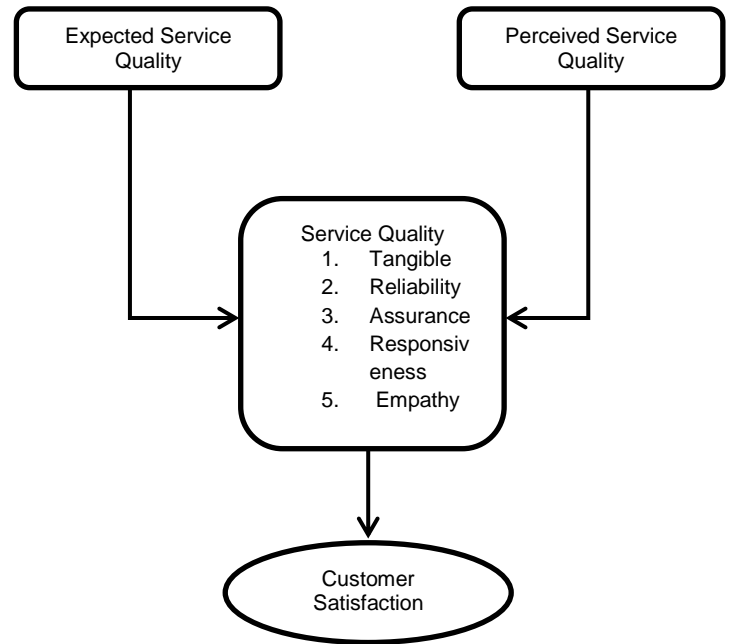 Expected Service
Quality
Perceived Service
Quality
Service Quality
1. Tangible
2. Reliability
3. Assurance
4. Responsiv
eness
5. Empathy
Customer
Satisfaction